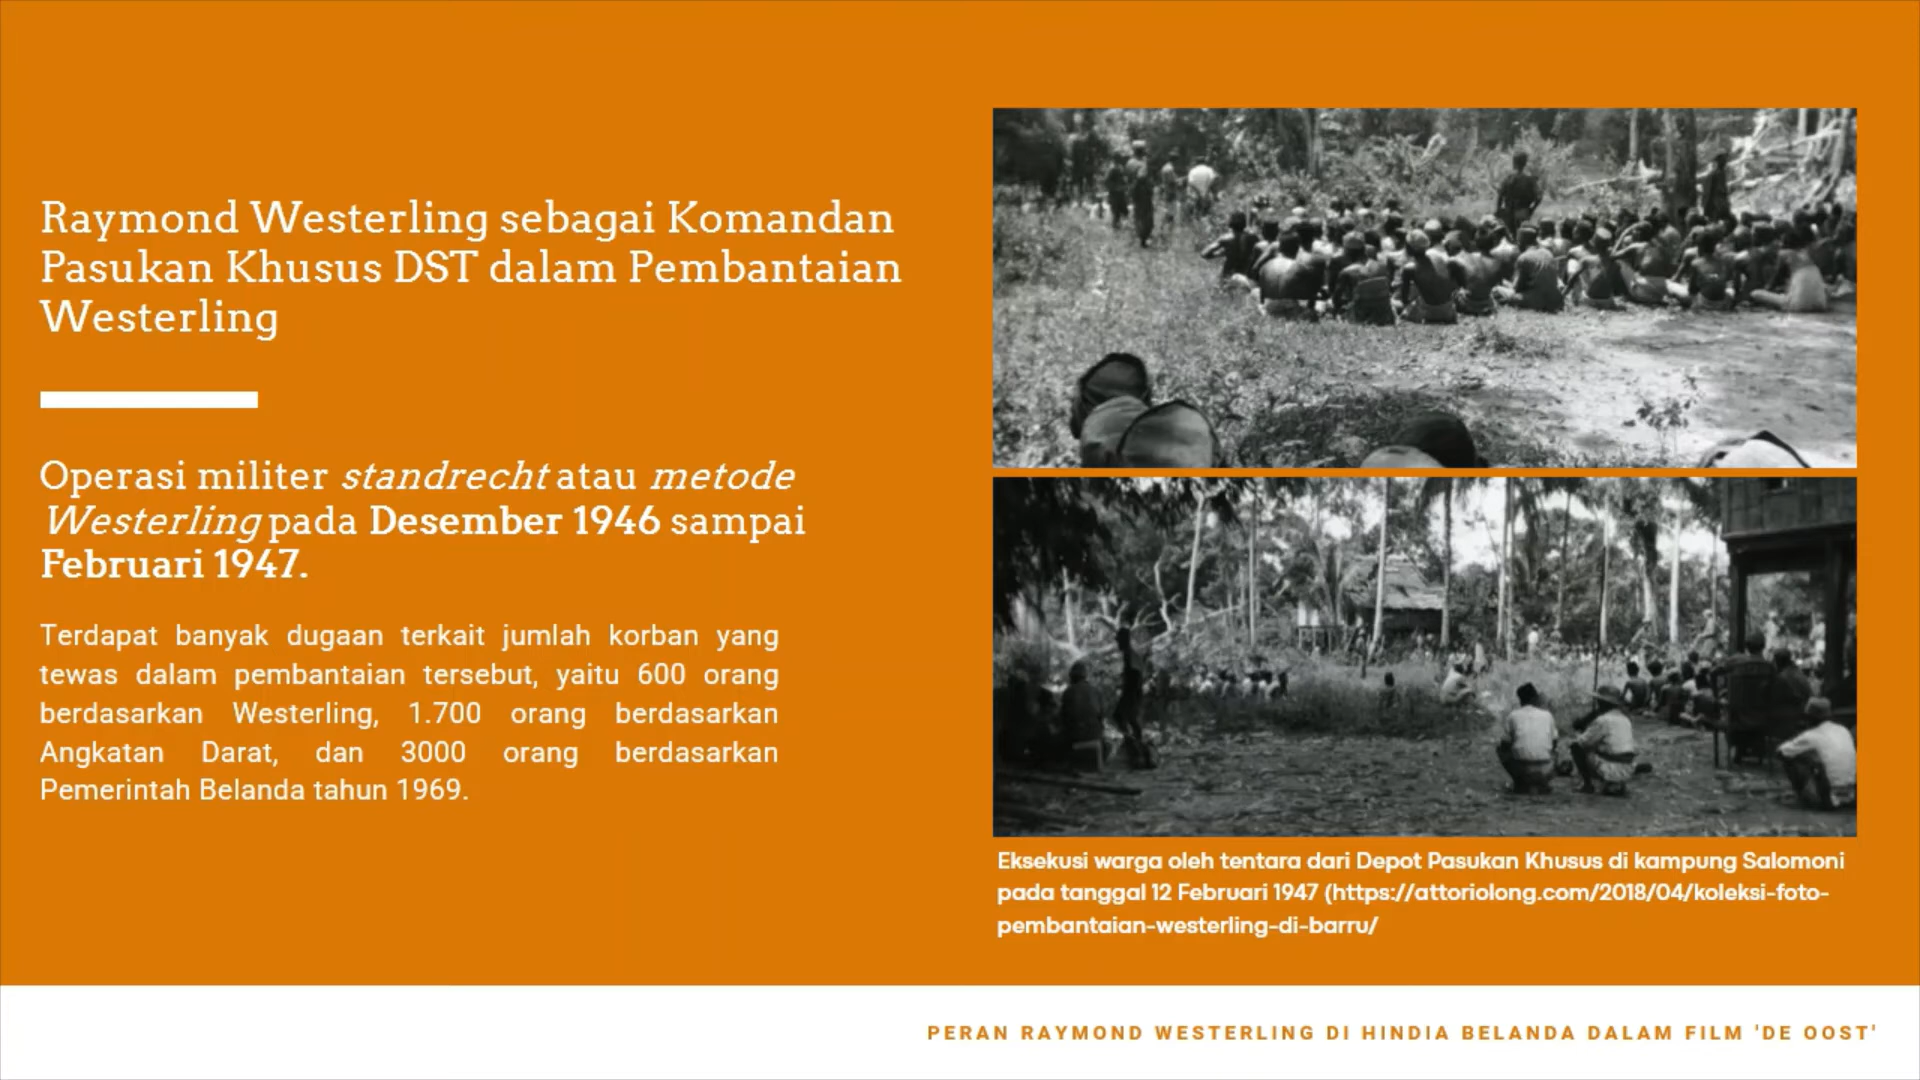 Raymond Westerling sebagai Komandan
Pasukan Khusus DST dalam Pembantaian
Westerling
Operasi militer standrecht atau metode
Westerling pada Desember 1946 sampai
Februari 1947.
Terdapat banyak dugaan terkait jumlah korban yang
tewas dalam pembantaian tersebut, yaitu 600 orang
berdasarkan Westerling, 1.700 orang berdasarkan
Angkatan Darat, dan 3000 orang berdasarkan
Pemerintah Belanda tahun 1969.
Eksekusi warga oleh tentara dari Depot Pasukan Khusus di kampung Salomoni
pada tanggal 12 Februari 1947 (https://attoriolong.com/2018/04/koleksi-foto-
pembantaian-westerling-di-barru/
PERAN RAYMOND WESTERLING DI HINDIA BELANDA DALAM FILM 'DE OOST'